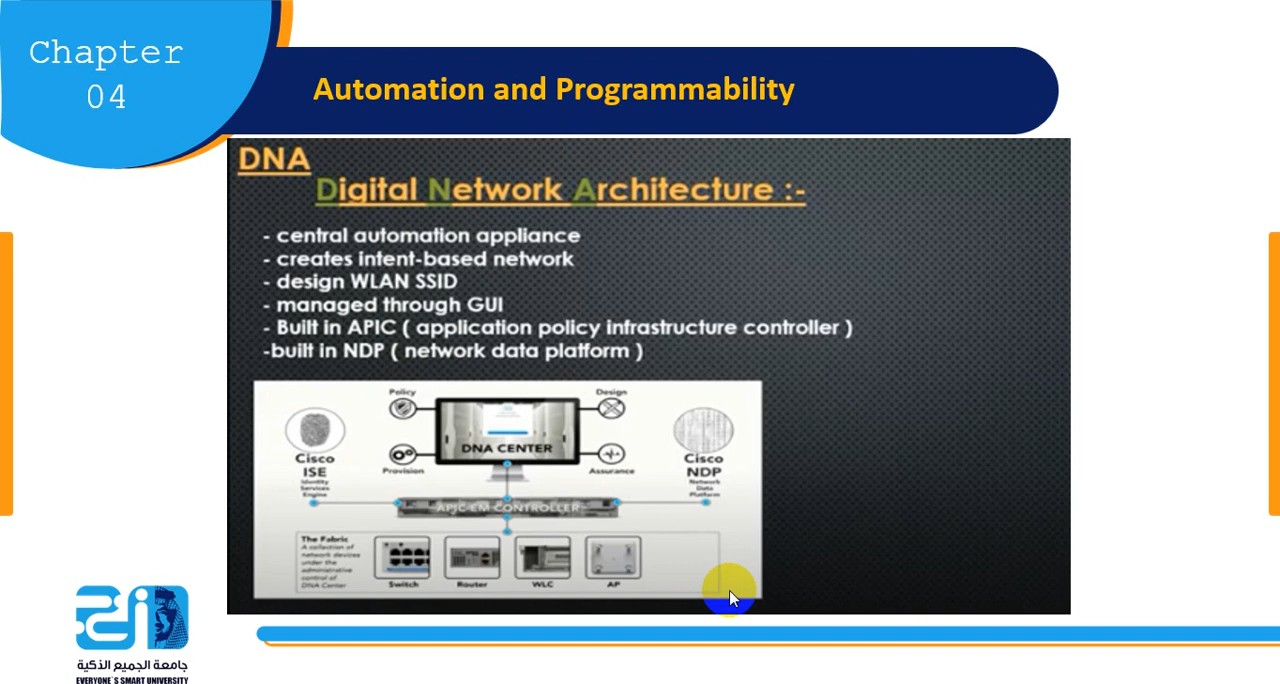 Chapter
04
Automation and Programmability
DNA
Digital Network Architecture :-
- central automation appliance
- creates intent-based network
- design WLAN SSID
- managed through GUI
- Built in APIC ( application policy infrastructure controller )
-built in NDP ( network data platform )
Policy
Design
DNA CENTER
Provision
Assurance
Cisco
ISE
Identity
Services
Engine
Cisco
NDP
Network
Data
Platform
APIC-EM CONTROLLER
The Fabric
A collection of
network devices
under the
administrative
control of
DNA Center
Switch
Router
WLC
AP
جامعة الجميع الذكية
EVERYONE`S SMART UNIVERSITY